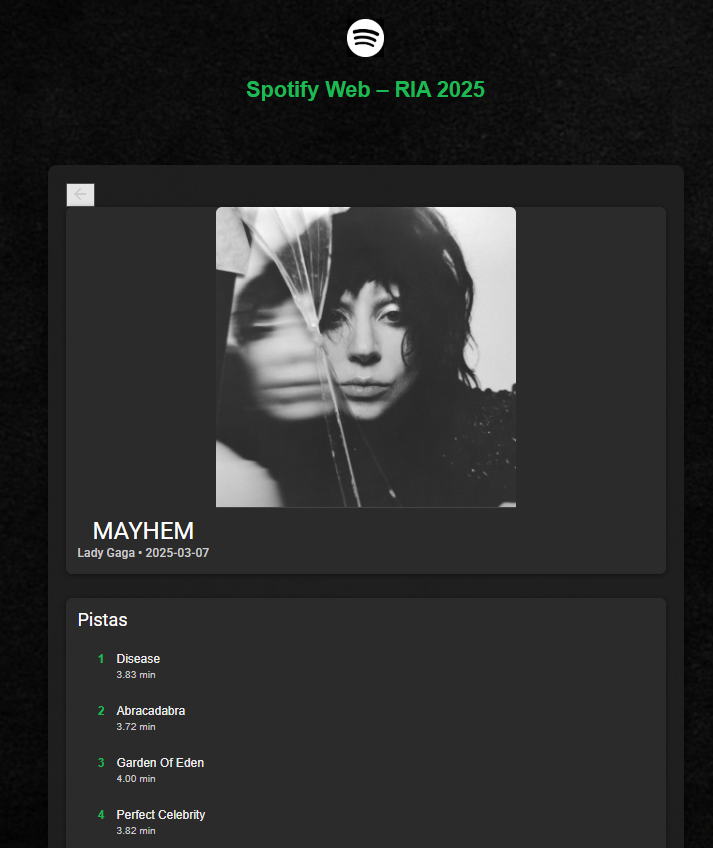 Spotify Web – RIA 2025
MAYHEM
Lady Gaga • 2025-03-07
Pistas
1 Disease
3.83 min
2 Abracadabra
3.72 min
3 Garden Of Eden
4.00 min
4 Perfect Celebrity
3.82 min